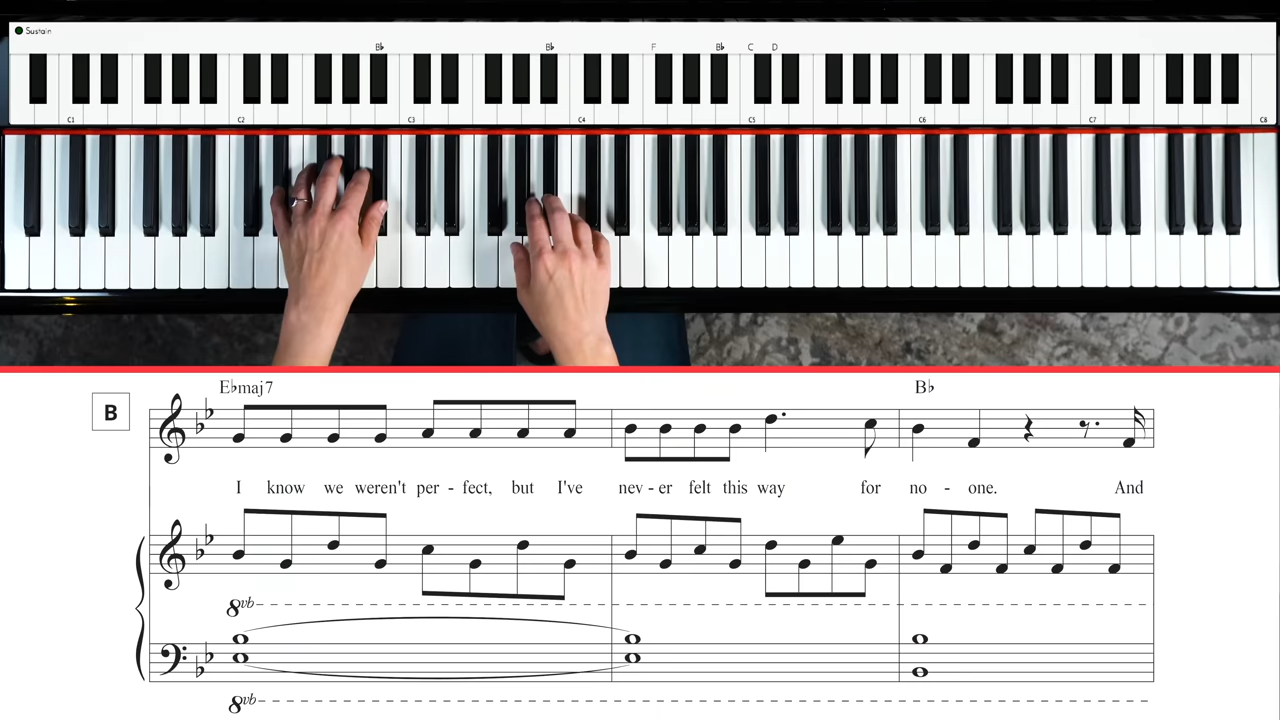 Sustain
B♭ B♭ F B♭ C D
C1 C2 C3 C4 C5 C6 C7 C8
E♭maj7 B♭
B
I know we weren't per - fect, but I've nev - er felt this way for no - one. And
8vb
8vb